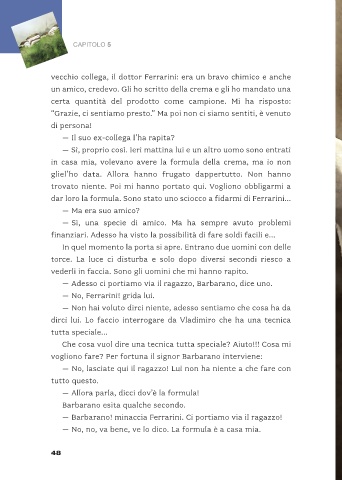 CAPITOLO 5
vecchio collega, il dottor Ferrarini: era un bravo chimico e anche
un amico, credevo. Gli ho scritto della crema e gli ho mandato una
certa quantità del prodotto come campione. Mi ha risposto:
“Grazie, ci sentiamo presto.” Ma poi non ci siamo sentiti, è venuto
di persona!
— Il suo ex-collega l’ha rapita?
— Sì, proprio così. Ieri mattina lui e un altro uomo sono entrati
in casa mia, volevano avere la formula della crema, ma io non
gliel’ho data. Allora hanno frugato dappertutto. Non hanno
trovato niente. Poi mi hanno portato qui. Vogliono obbligarmi a
dar loro la formula. Sono stato uno sciocco a fidarmi di Ferrarini...
— Ma era suo amico?
— Sì, una specie di amico. Ma ha sempre avuto problemi
finanziari. Adesso ha visto la possibilità di fare soldi facili e...
In quel momento la porta si apre. Entrano due uomini con delle
torce. La luce ci disturba e solo dopo diversi secondi riesco a
vederli in faccia. Sono gli uomini che mi hanno rapito.
— Adesso ci portiamo via il ragazzo, Barbarano, dice uno.
— No, Ferrarini! grida lui.
— Non hai voluto dirci niente, adesso sentiamo che cosa ha da
dirci lui. Lo faccio interrogare da Vladimiro che ha una tecnica
tutta speciale...
Che cosa vuol dire una tecnica tutta speciale? Aiuto!!! Cosa mi
vogliono fare? Per fortuna il signor Barbarano interviene:
— No, lasciate qui il ragazzo! Lui non ha niente a che fare con
tutto questo.
— Allora parla, dicci dov’è la formula!
Barbarano esita qualche secondo.
— Barbarano! minaccia Ferrarini. Ci portiamo via il ragazzo!
— No, no, va bene, ve lo dico. La formula è a casa mia.
48